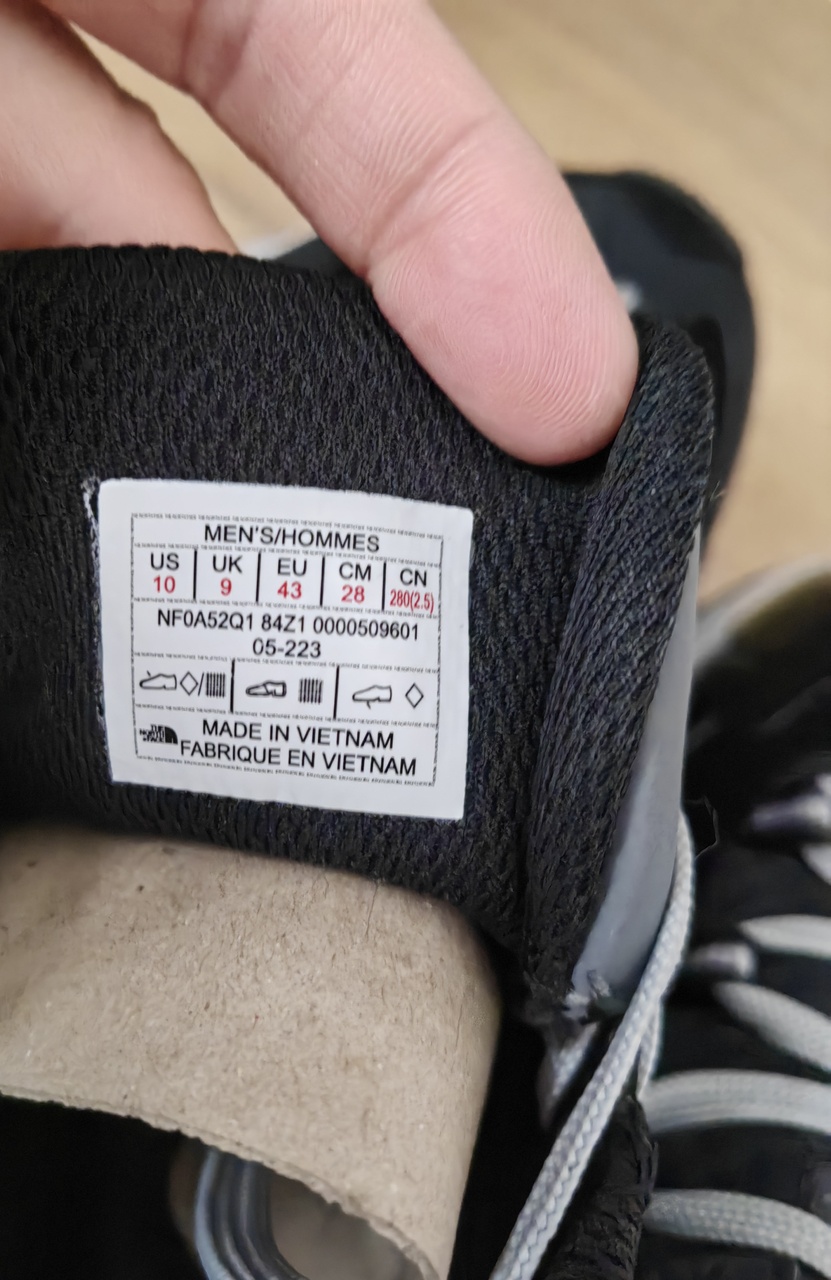 MEN'S/HOMMES
US UK EU CM CN
10 9 43 28 280(2.5)
NF0A52Q1 84Z1 0000509601
05-223
MADE IN VIETNAM
FABRIQUE EN VIETNAM